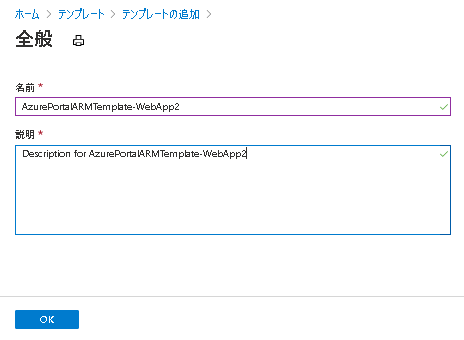 ホーム > テンプレート > テンプレートの追加 >
全般
名前 *
AzurePortalARMTemplate-WebApp2
説明 *
Description for AzurePortalARMTemplate-WebApp2
OK